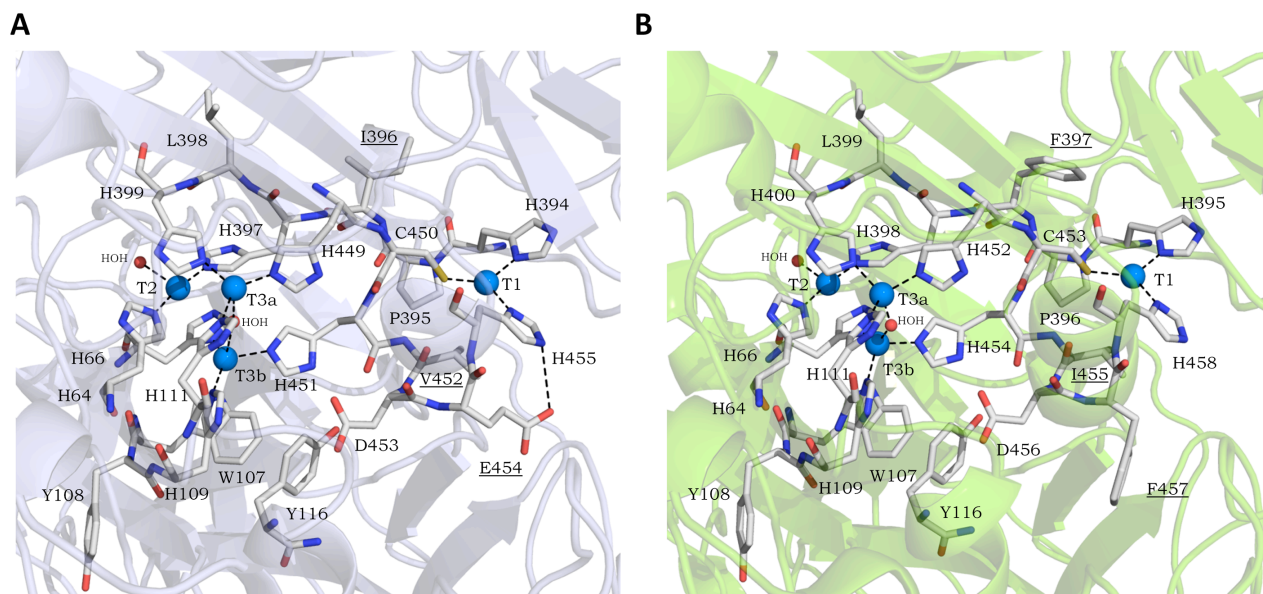 A
L398
I396
H399
H394
H397
H449
C450
HOH
T2
T3a
T1
HOH
P395
H66
T3b
H451
V452
H455
H64
H111
D453
E454
W107
Y108
H109
Y116
B
L399
F397
H400
H395
H398
H452
C453
HOH
T2
T3a
T1
HOH
P396
H66
T3b
H454
H458
H111
I455
H64
D456
W107
Y108
H109
F457
Y116